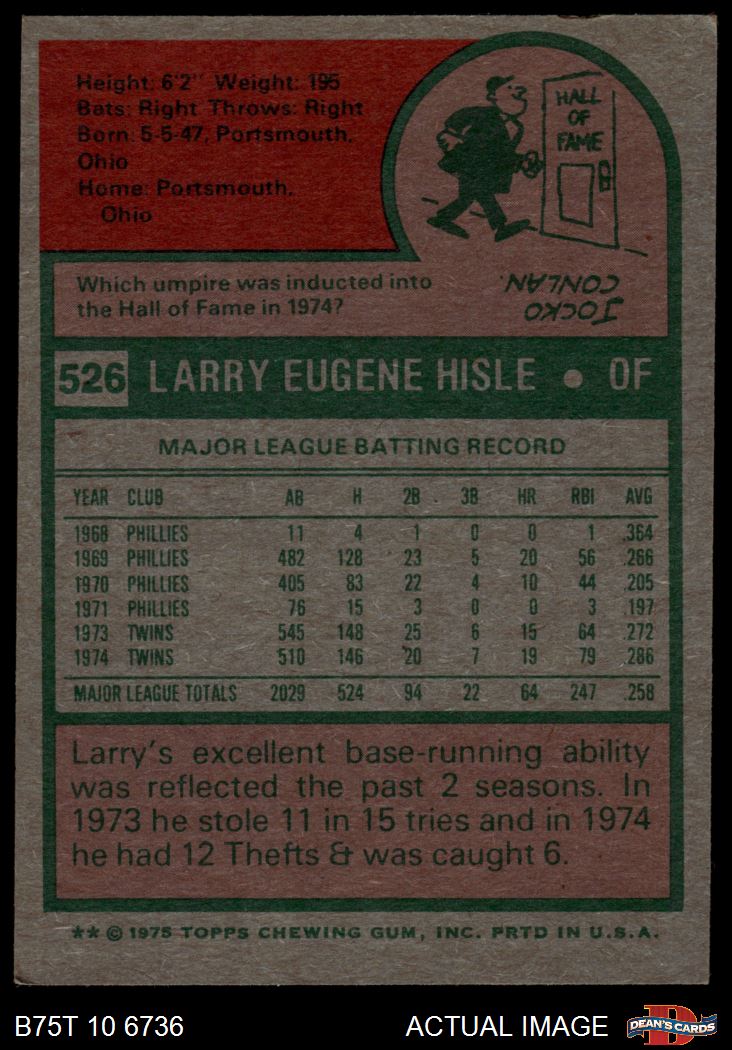 Height: 6'2" Weight: 195
Bats: Right Throws: Right
Born: 5-5-47, Portsmouth,
Ohio
Home: Portsmouth,
Ohio
HALL
OF
FAME
Which umpire was inducted into
the Hall of Fame in 1974?
JOCKO
CONLAN.
526 LARRY EUGENE HISLE • OF
MAJOR LEAGUE BATTING RECORD
YEAR CLUB AB H 2B 3B HR RBI AVG
1968 PHILLIES 11 4 1 0 0 1 .364
1969 PHILLIES 482 128 23 5 20 56 .266
1970 PHILLIES 405 83 22 4 10 44 .205
1971 PHILLIES 76 15 3 0 0 3 .197
1973 TWINS 545 148 25 6 15 64 .272
1974 TWINS 510 146 20 7 19 79 .286
MAJOR LEAGUE TOTALS 2029 524 94 22 64 247 .258
Larry's excellent base-running ability
was reflected the past 2 seasons. In
1973 he stole 11 in 15 tries and in 1974
he had 12 Thefts & was caught 6.
** © 1975 TOPPS CHEWING GUM, INC. PRTD IN U.S.A.
B75T 10 6736 ACTUAL IMAGE
DEAN'S CARDS